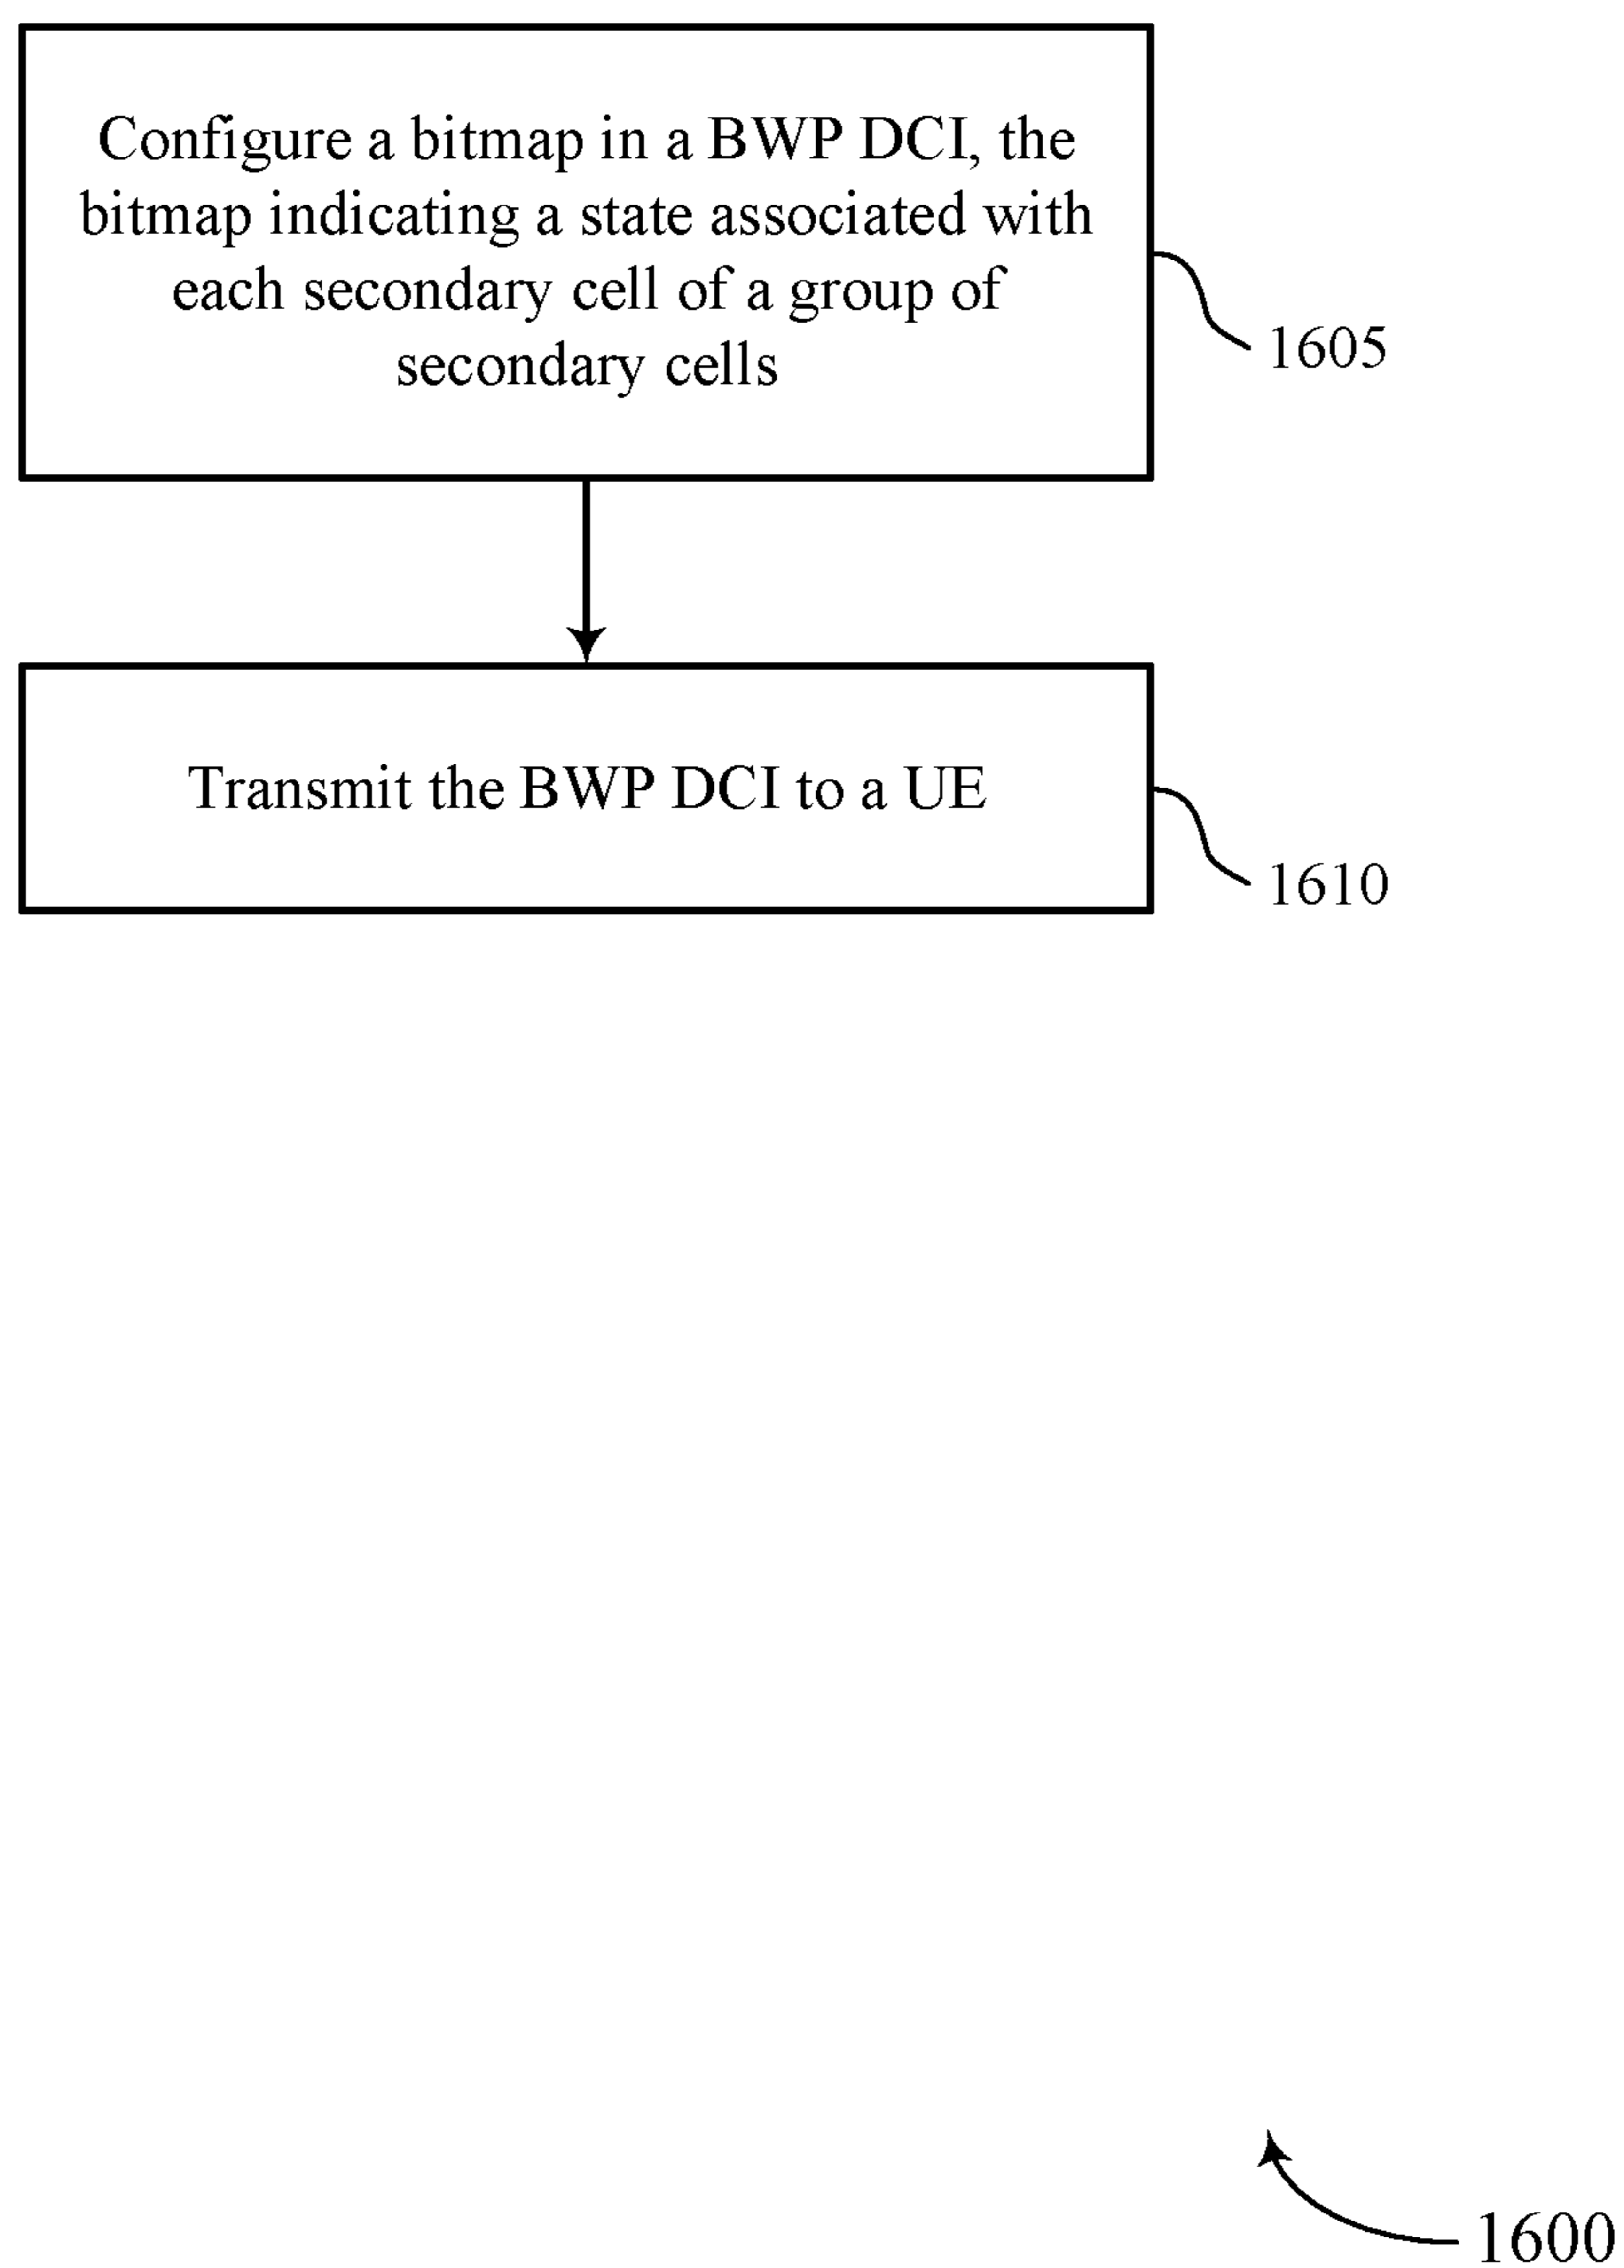 Configure a bitmap in a BWP DCI, the
bitmap indicating a state associated with
each secondary cell of a group of
secondary cells
1605
Transmit the BWP DCI to a UE
1610
1600